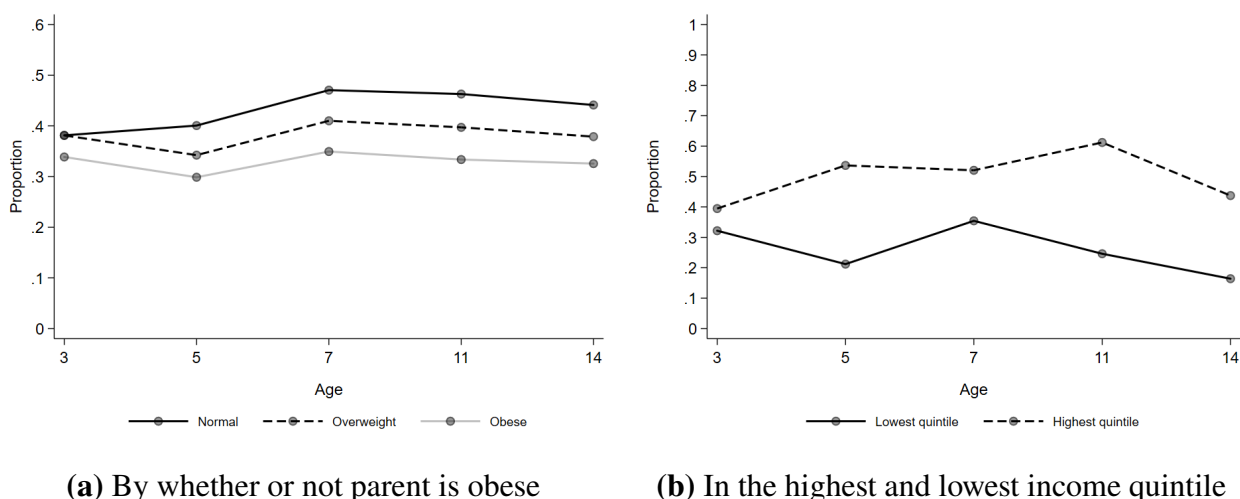 .6
.5
.4
.3
.2
.1
0
Proportion
3 5 7 11 14
Age
Normal Overweight Obese
(a) By whether or not parent is obese
1
.9
.8
.7
.6
.5
.4
.3
.2
.1
0
Proportion
3 5 7 11 14
Age
Lowest quintile Highest quintile
(b) In the highest and lowest income quintile